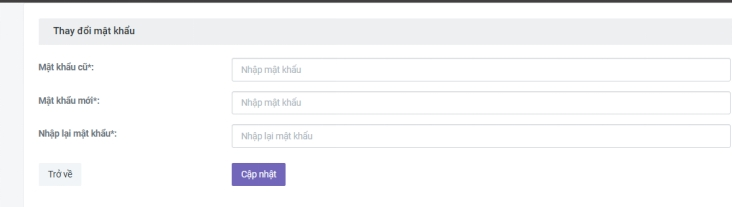 Thay đổi mật khẩu
Mật khẩu cũ*:
Nhập mật khẩu
Mật khẩu mới*:
Nhập mật khẩu
Nhập lại mật khẩu*:
Nhập lại mật khẩu
Trở về
Cập nhật